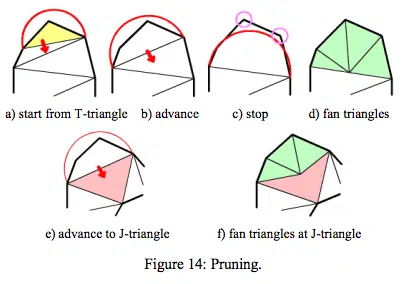 a) start from T-triangle b) advance c) stop d) fan triangles
e) advance to J-triangle f) fan triangles at J-triangle
Figure 14: Pruning.